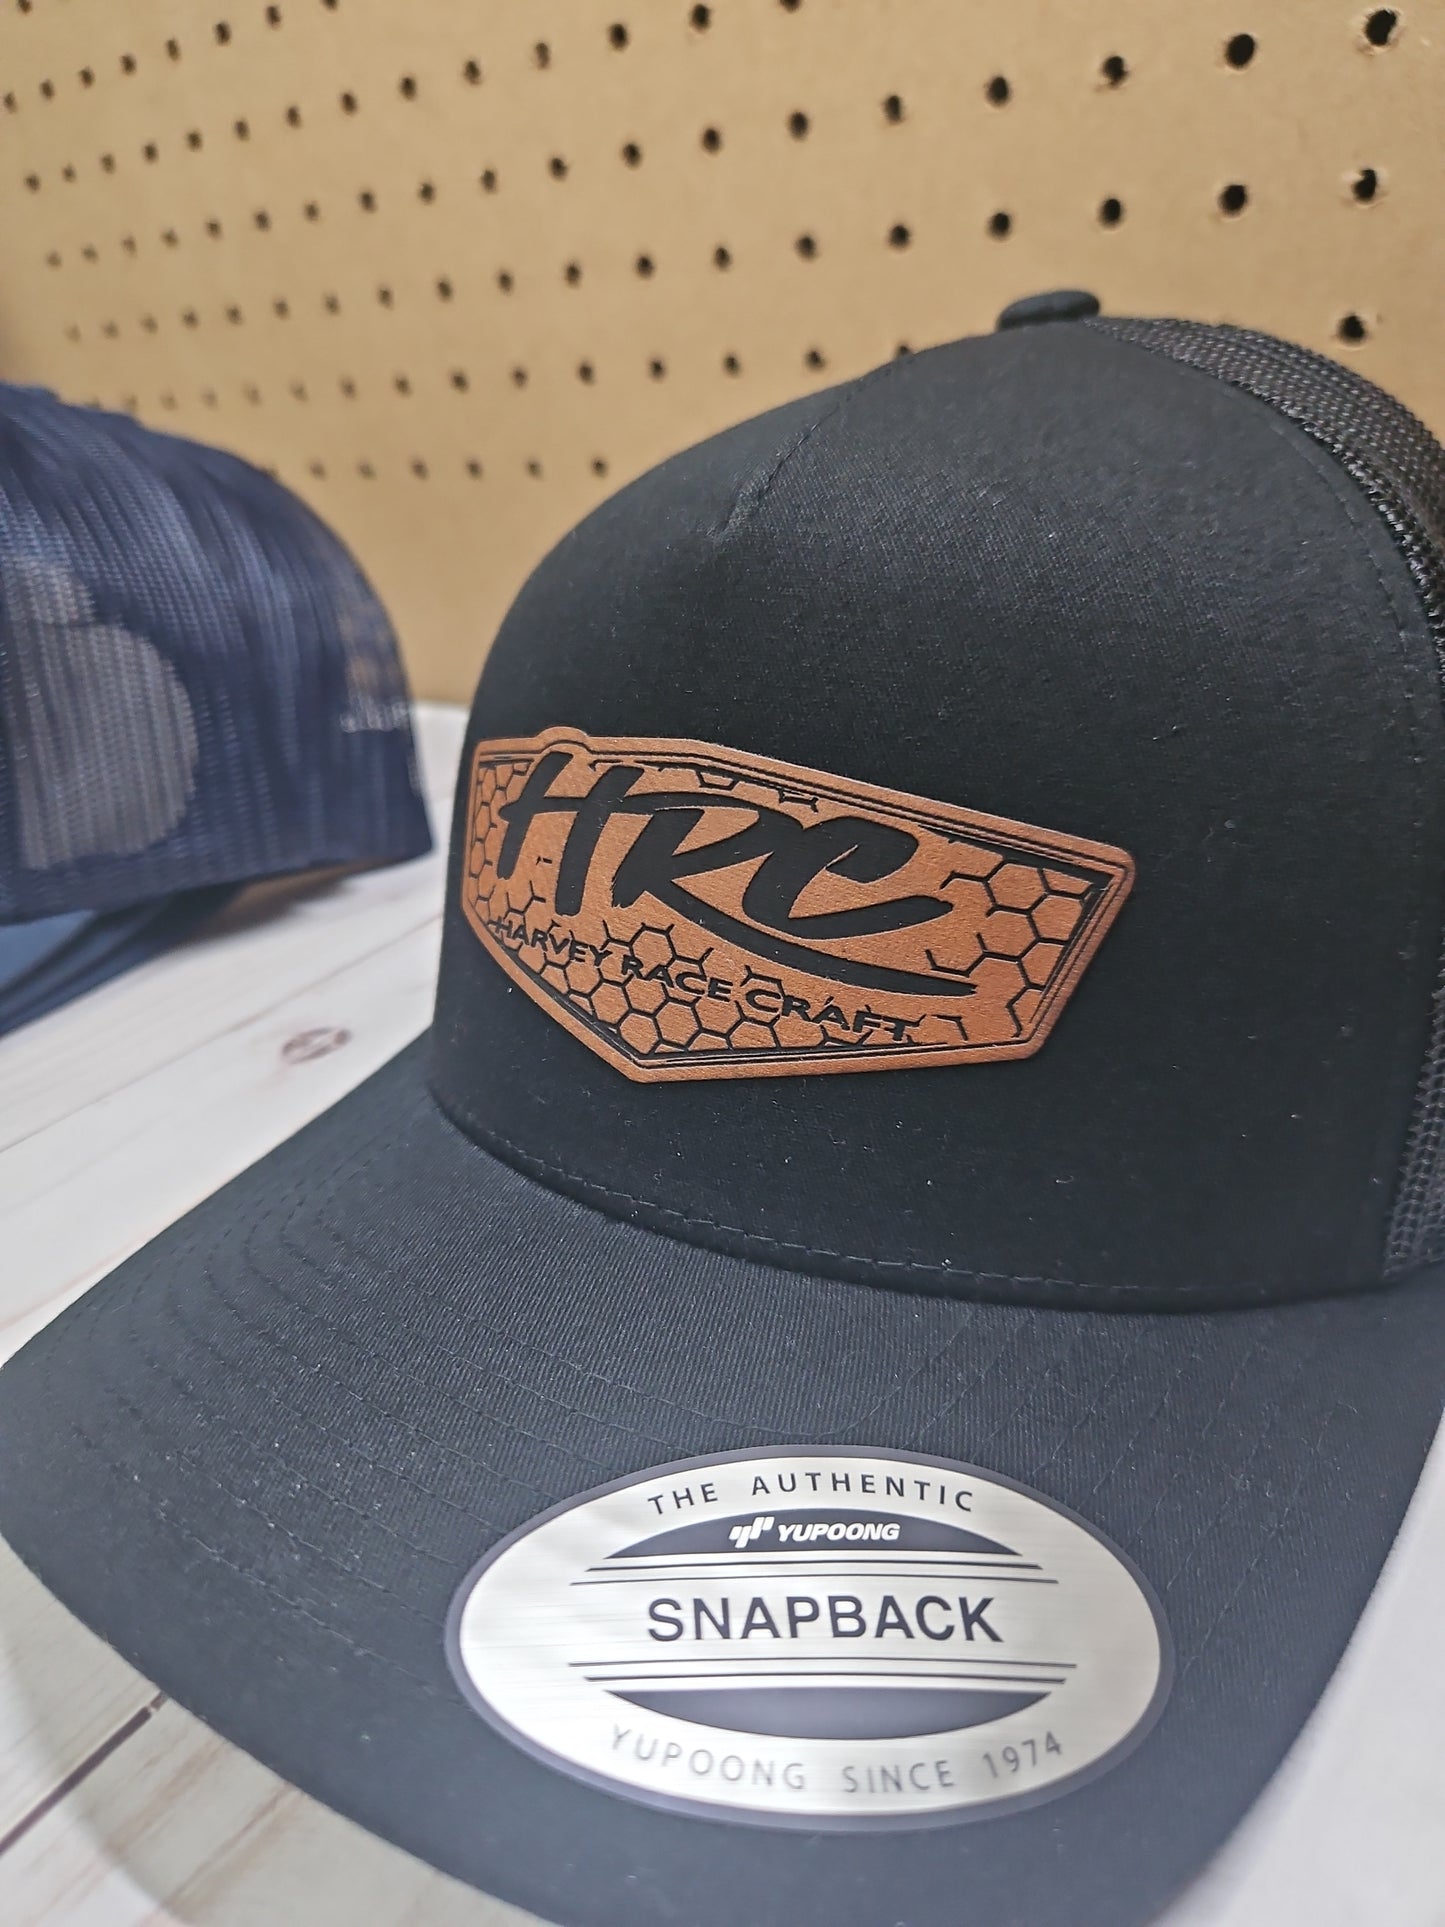 HRC
HARVEY RACE CRAFT
THE AUTHENTIC
YUPOONG
SNAPBACK
YUPOONG SINCE 1974